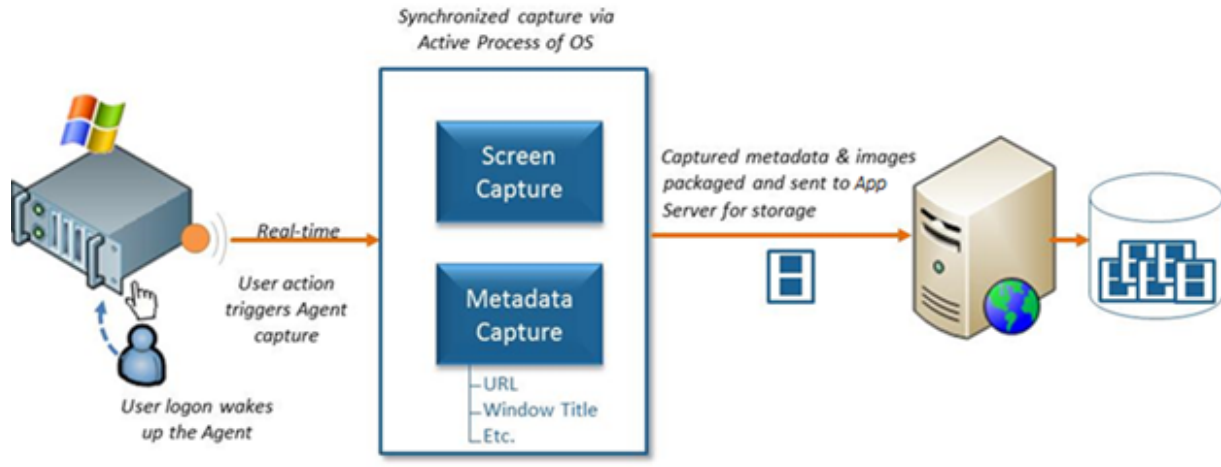 Synchronized capture via
Active Process of OS
Screen
Capture
Captured metadata & images
packaged and sent to App
Server for storage
Real-time
User action
triggers Agent
capture
Metadata
Capture
URL
Window Title
Etc.
User logon wakes
up the Agent